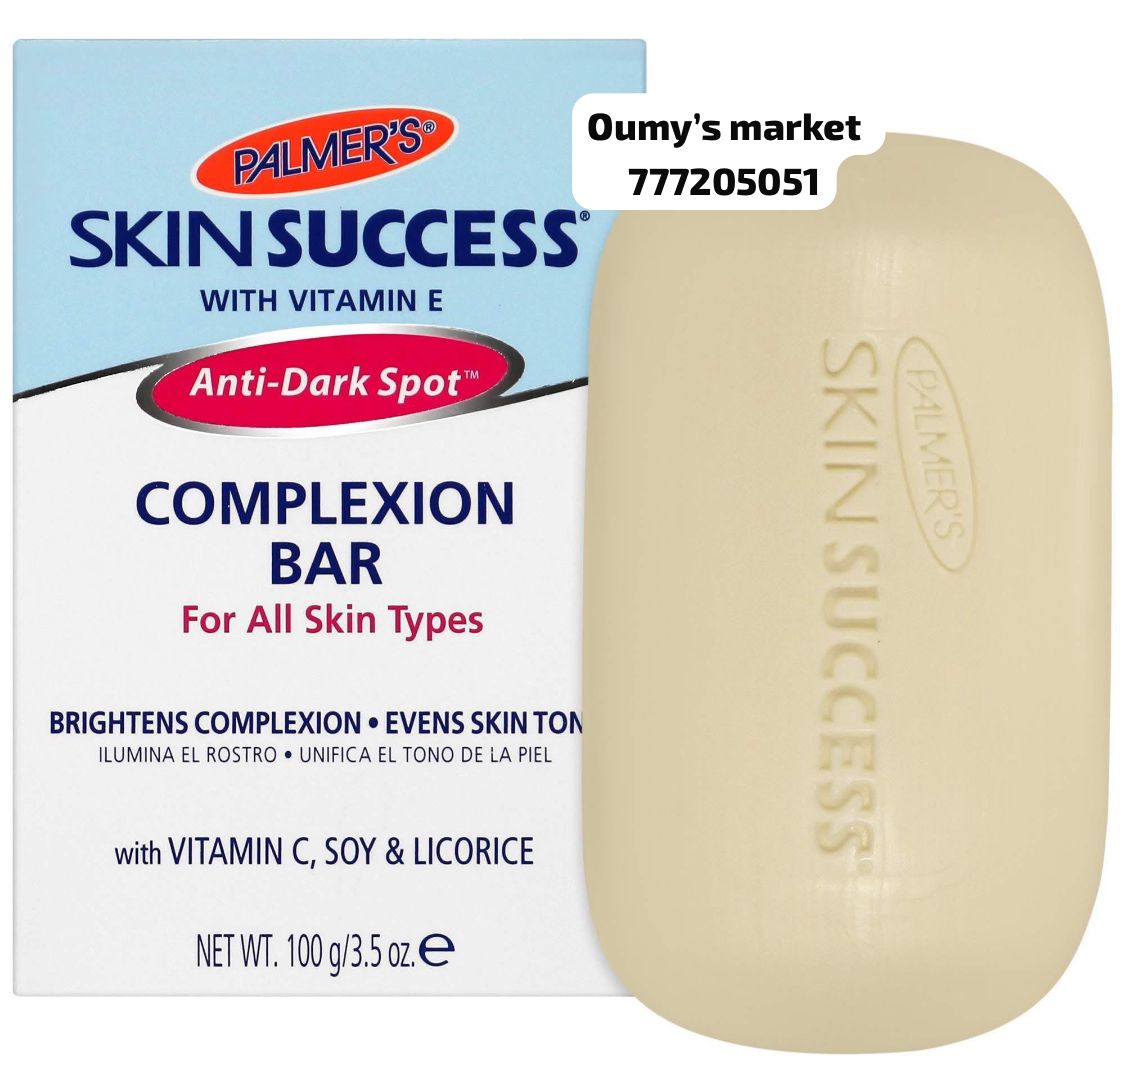 PALMER'S®
SKIN SUCCESS®
WITH VITAMIN E
Anti-Dark Spot™
COMPLEXION
BAR
For All Skin Types
BRIGHTENS COMPLEXION • EVENS SKIN TON
ILUMINA EL ROSTRO • UNIFICA EL TONO DE LA PIEL
with VITAMIN C, SOY & LICORICE
NET WT. 100 g/3.5 oz. e
Oumy's market
777205051
PALMER'S
SKIN SUCCESS®